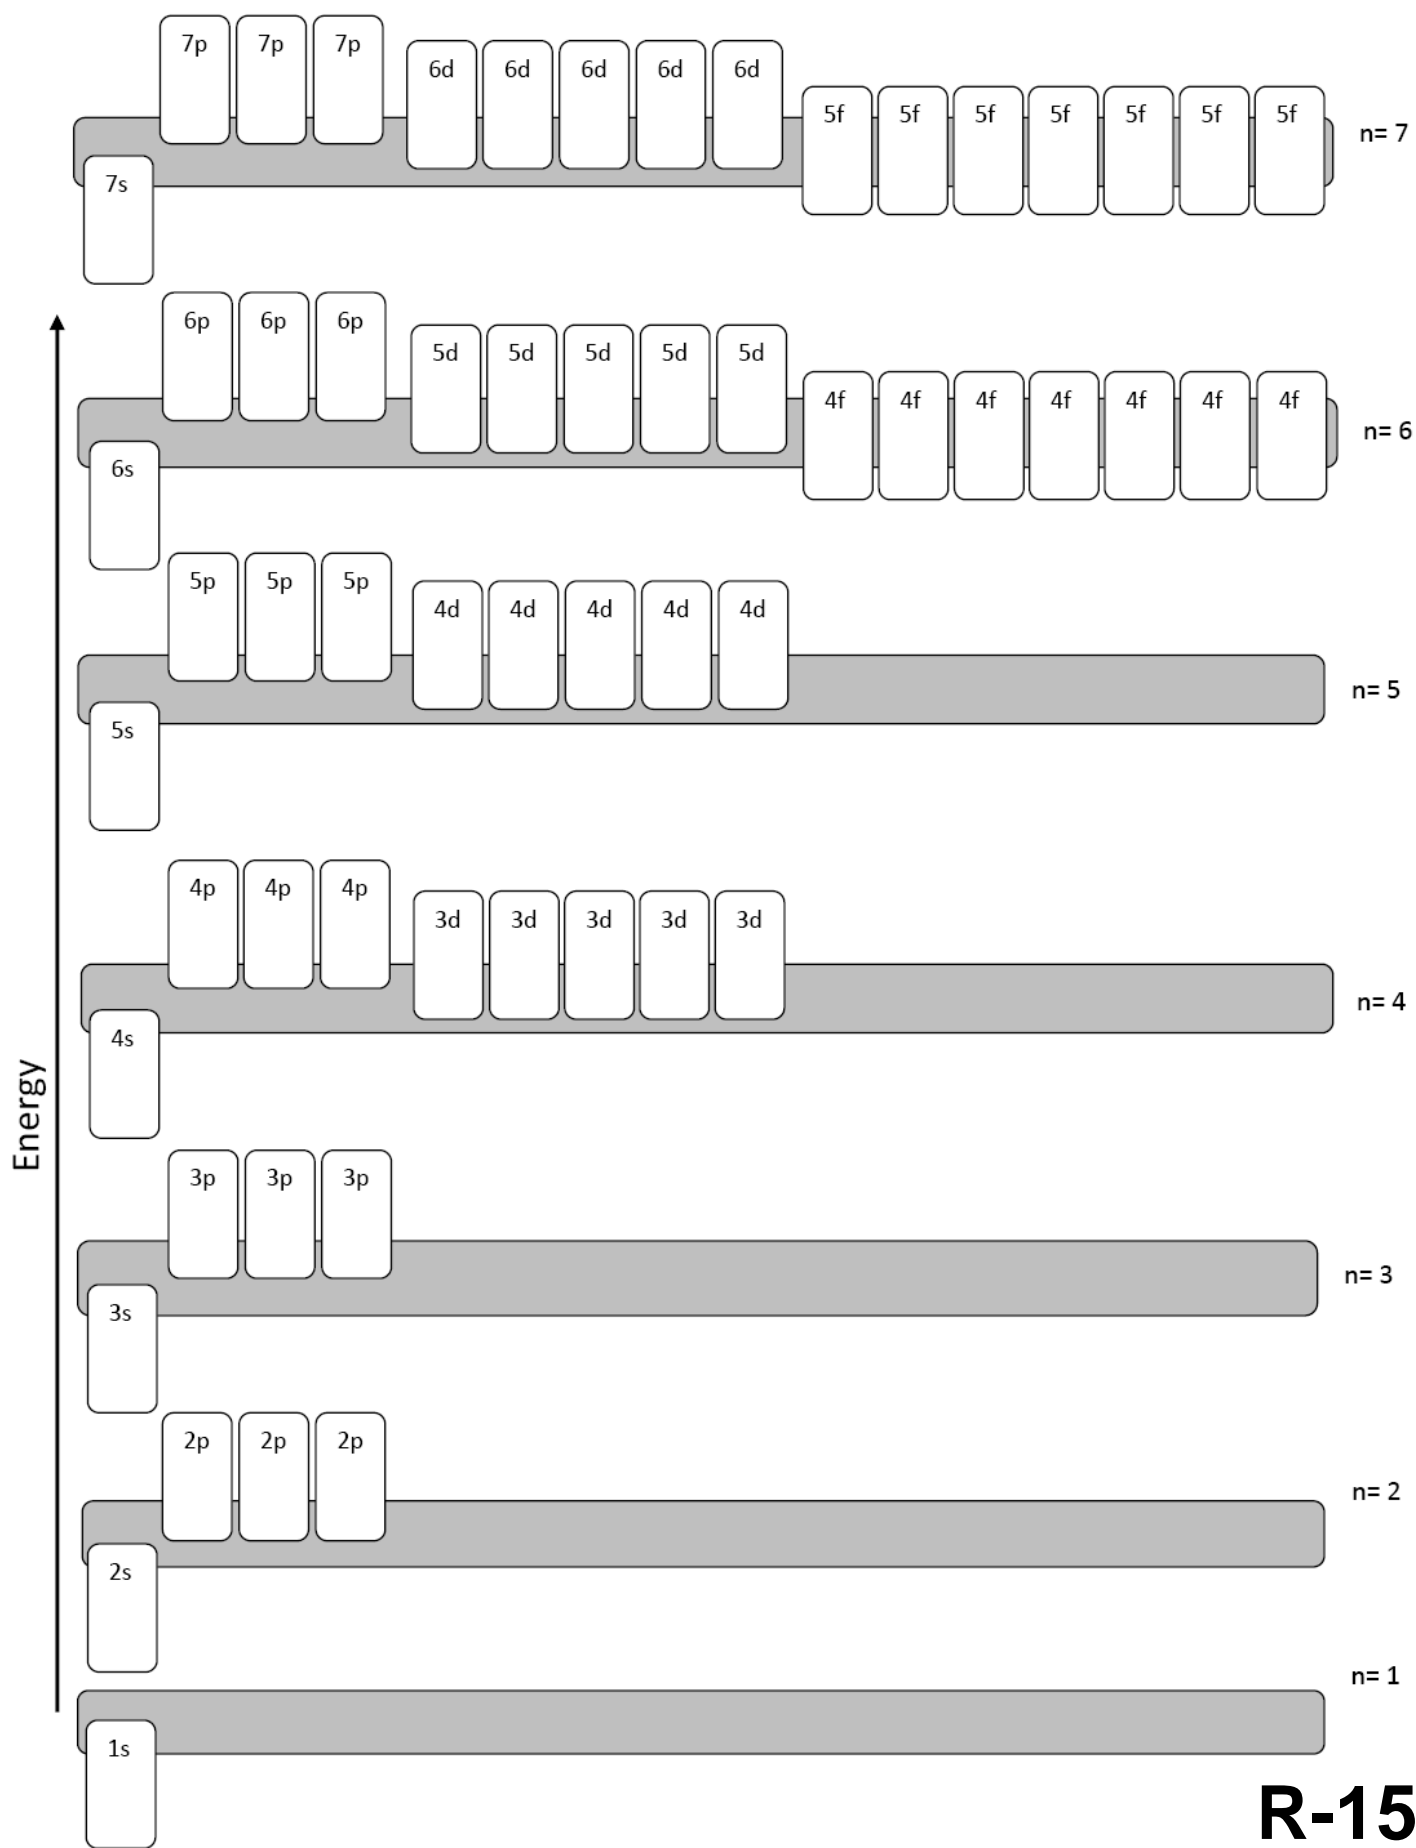 7p 7p 7p
6d 6d 6d 6d 6d
5f 5f 5f 5f 5f 5f 5f
n= 7
7s
6p 6p 6p
5d 5d 5d 5d 5d
4f 4f 4f 4f 4f 4f 4f
n= 6
6s
5p 5p 5p
4d 4d 4d 4d 4d
n= 5
5s
4p 4p 4p
3d 3d 3d 3d 3d
n= 4
4s
Energy
3p 3p 3p
n= 3
3s
2p 2p 2p
n= 2
2s
n= 1
1s
R-15